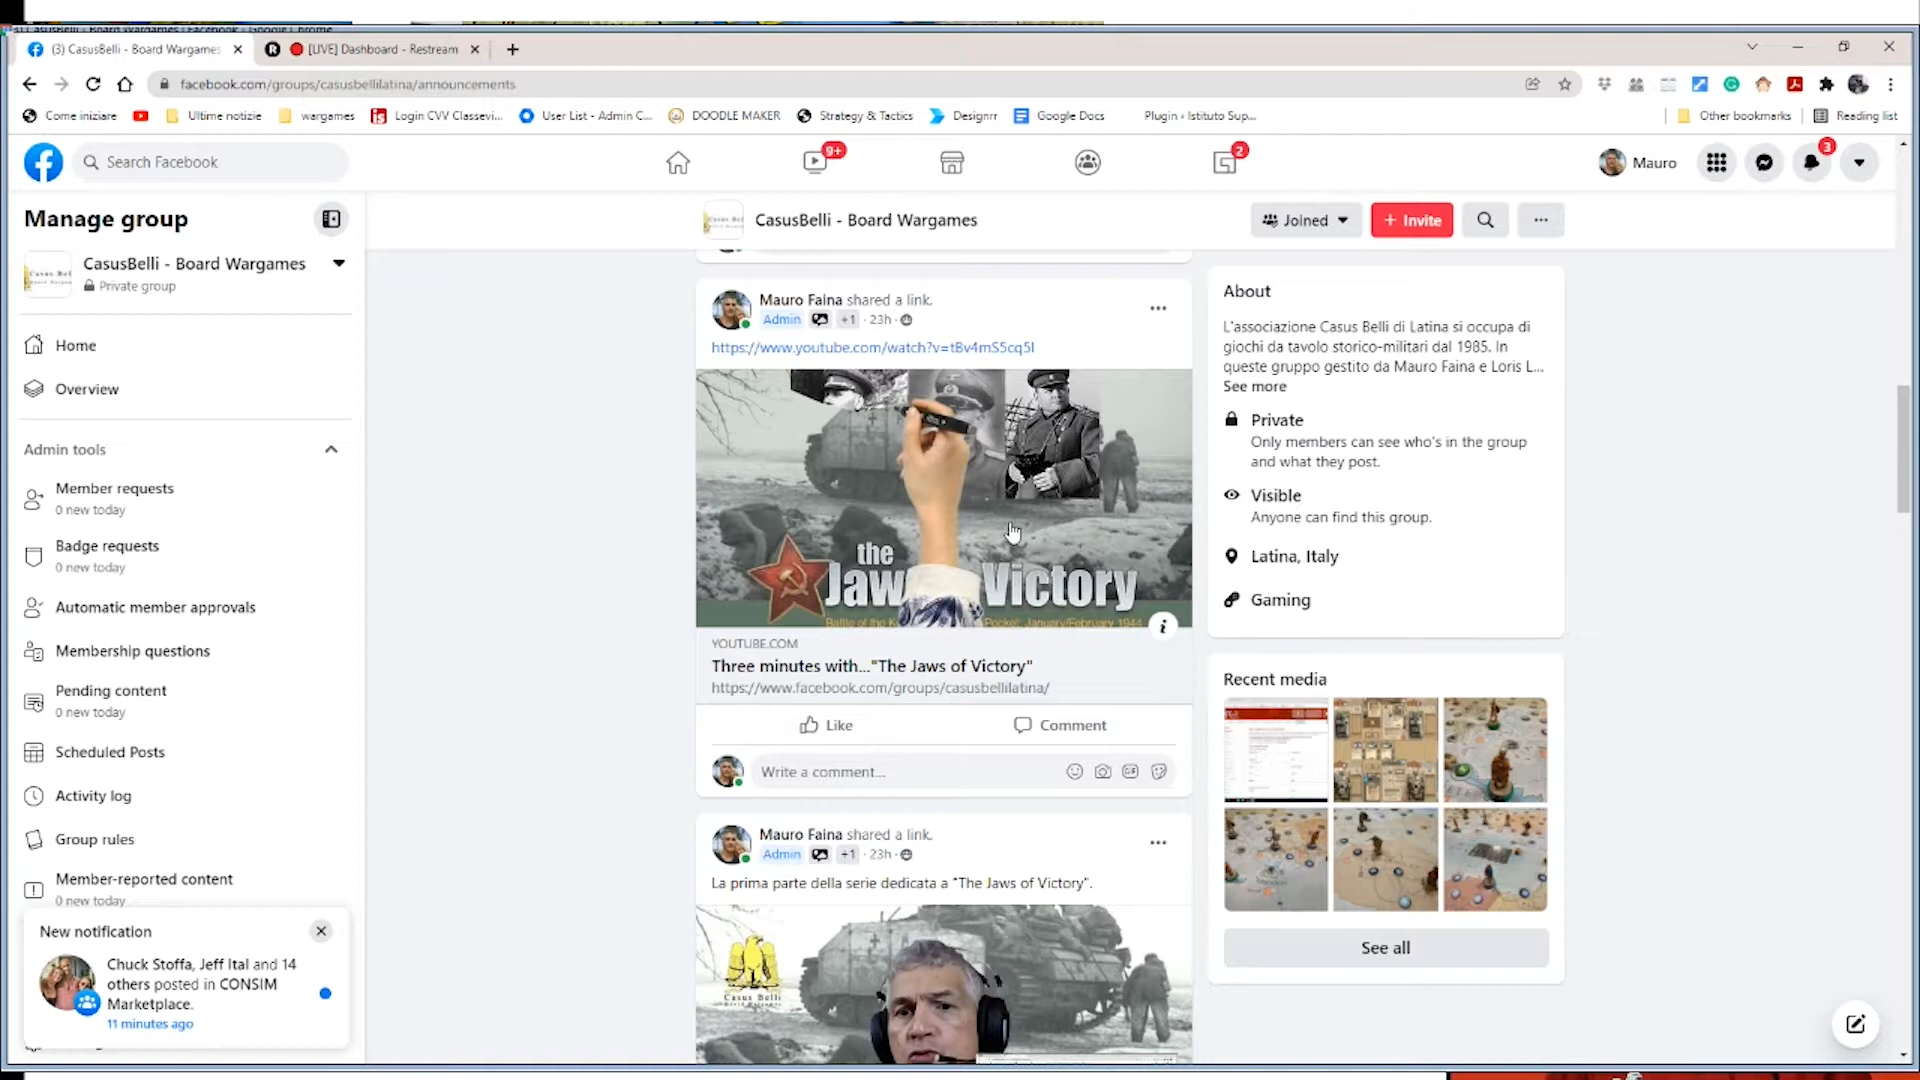 (3) CasusBelli - Board Wargames
[LIVE] Dashboard - Restream
facebook.com/groups/casusbellilatina/announcements
Come iniziare
Ultime notizie
wargames
Login CVV Classevi...
User List - Admin C...
DOODLE MAKER
Strategy & Tactics
Designrr
Google Docs
Plugin ‹ Istituto Sup...
Other bookmarks
Reading list
Search Facebook
9+
2
Mauro
3
Manage group
CasusBelli - Board Wargames
Private group
Home
Overview
Admin tools
Member requests
0 new today
Badge requests
0 new today
Automatic member approvals
Membership questions
Pending content
0 new today
Scheduled Posts
Activity log
Group rules
Member-reported content
0 new today
New notification
Chuck Stoffa, Jeff Ital and 14
others posted in CONSIM
Marketplace.
11 minutes ago
CasusBelli - Board Wargames
Joined
+ Invite
Mauro Faina shared a link.
Admin
+1 · 23h ·
https://www.youtube.com/watch?v=tBv4mS5cq5I
the
Jaw Victory
Battle of the K Pocket: January/February 1944
YOUTUBE.COM
Three minutes with..."The Jaws of Victory"
https://www.facebook.com/groups/casusbellilatina/
Like
Comment
Write a comment...
Mauro Faina shared a link.
Admin
+1 · 23h ·
La prima parte della serie dedicata a "The Jaws of Victory".
Casus Belli
About
L'associazione Casus Belli di Latina si occupa di
giochi da tavolo storico-militari dal 1985. In
queste gruppo gestito da Mauro Faina e Loris L...
See more
Private
Only members can see who's in the group
and what they post.
Visible
Anyone can find this group.
Latina, Italy
Gaming
Recent media
See all